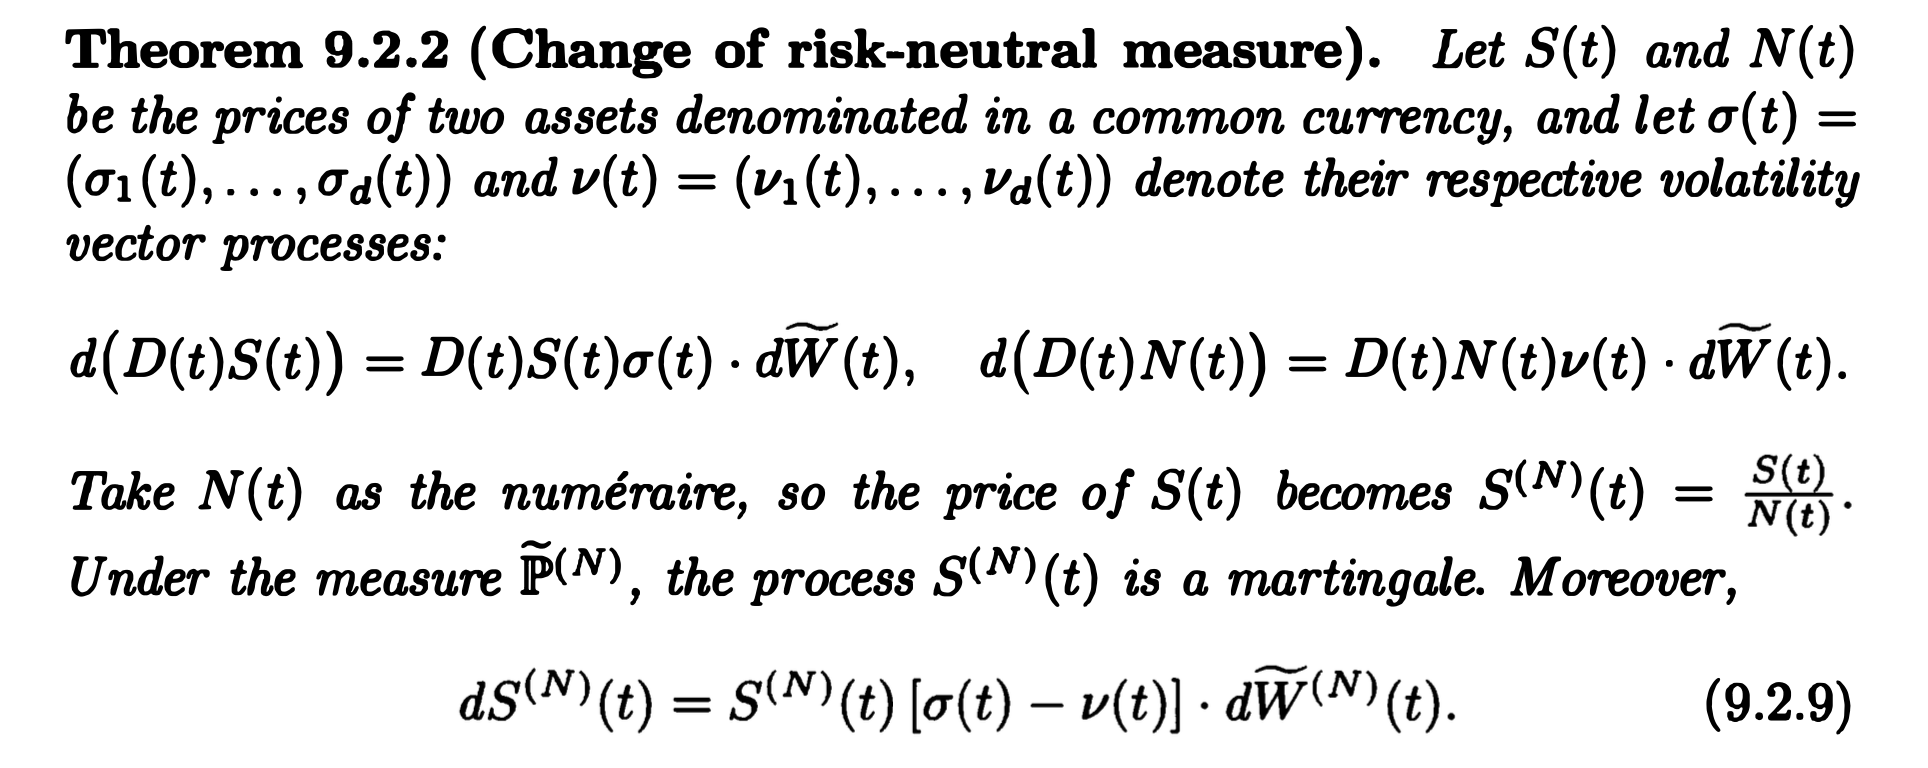 Theorem 9.2.2 (Change of risk-neutral measure). Let S(t) and N(t)
be the prices of two assets denominated in a common currency, and let σ(t) =
(σ₁(t), . . . , σ_d(t)) and ν(t) = (ν₁(t), . . . , ν_d(t)) denote their respective volatility
vector processes:
d(D(t)S(t)) = D(t)S(t)σ(t) · dW̃(t), d(D(t)N(t)) = D(t)N(t)ν(t) · dW̃(t).
Take N(t) as the numéraire, so the price of S(t) becomes S^(N)(t) = S(t)/N(t).
Under the measure ℙ̃^(N), the process S^(N)(t) is a martingale. Moreover,
dS^(N)(t) = S^(N)(t) [σ(t) − ν(t)] · dW̃^(N)(t). (9.2.9)